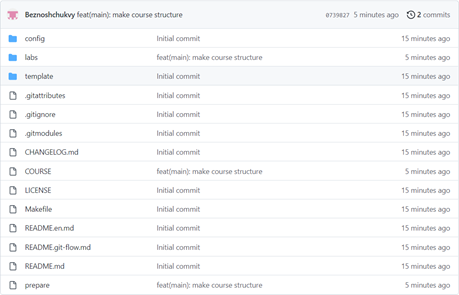 Beznoshchukvy feat(main): make course structure 0739827 5 minutes ago 2 commits
config Initial commit 15 minutes ago
labs feat(main): make course structure 5 minutes ago
template Initial commit 15 minutes ago
.gitattributes Initial commit 15 minutes ago
.gitignore Initial commit 15 minutes ago
.gitmodules Initial commit 15 minutes ago
CHANGELOG.md Initial commit 15 minutes ago
COURSE feat(main): make course structure 5 minutes ago
LICENSE Initial commit 15 minutes ago
Makefile Initial commit 15 minutes ago
README.en.md Initial commit 15 minutes ago
README.git-flow.md Initial commit 15 minutes ago
README.md Initial commit 15 minutes ago
prepare feat(main): make course structure 5 minutes ago